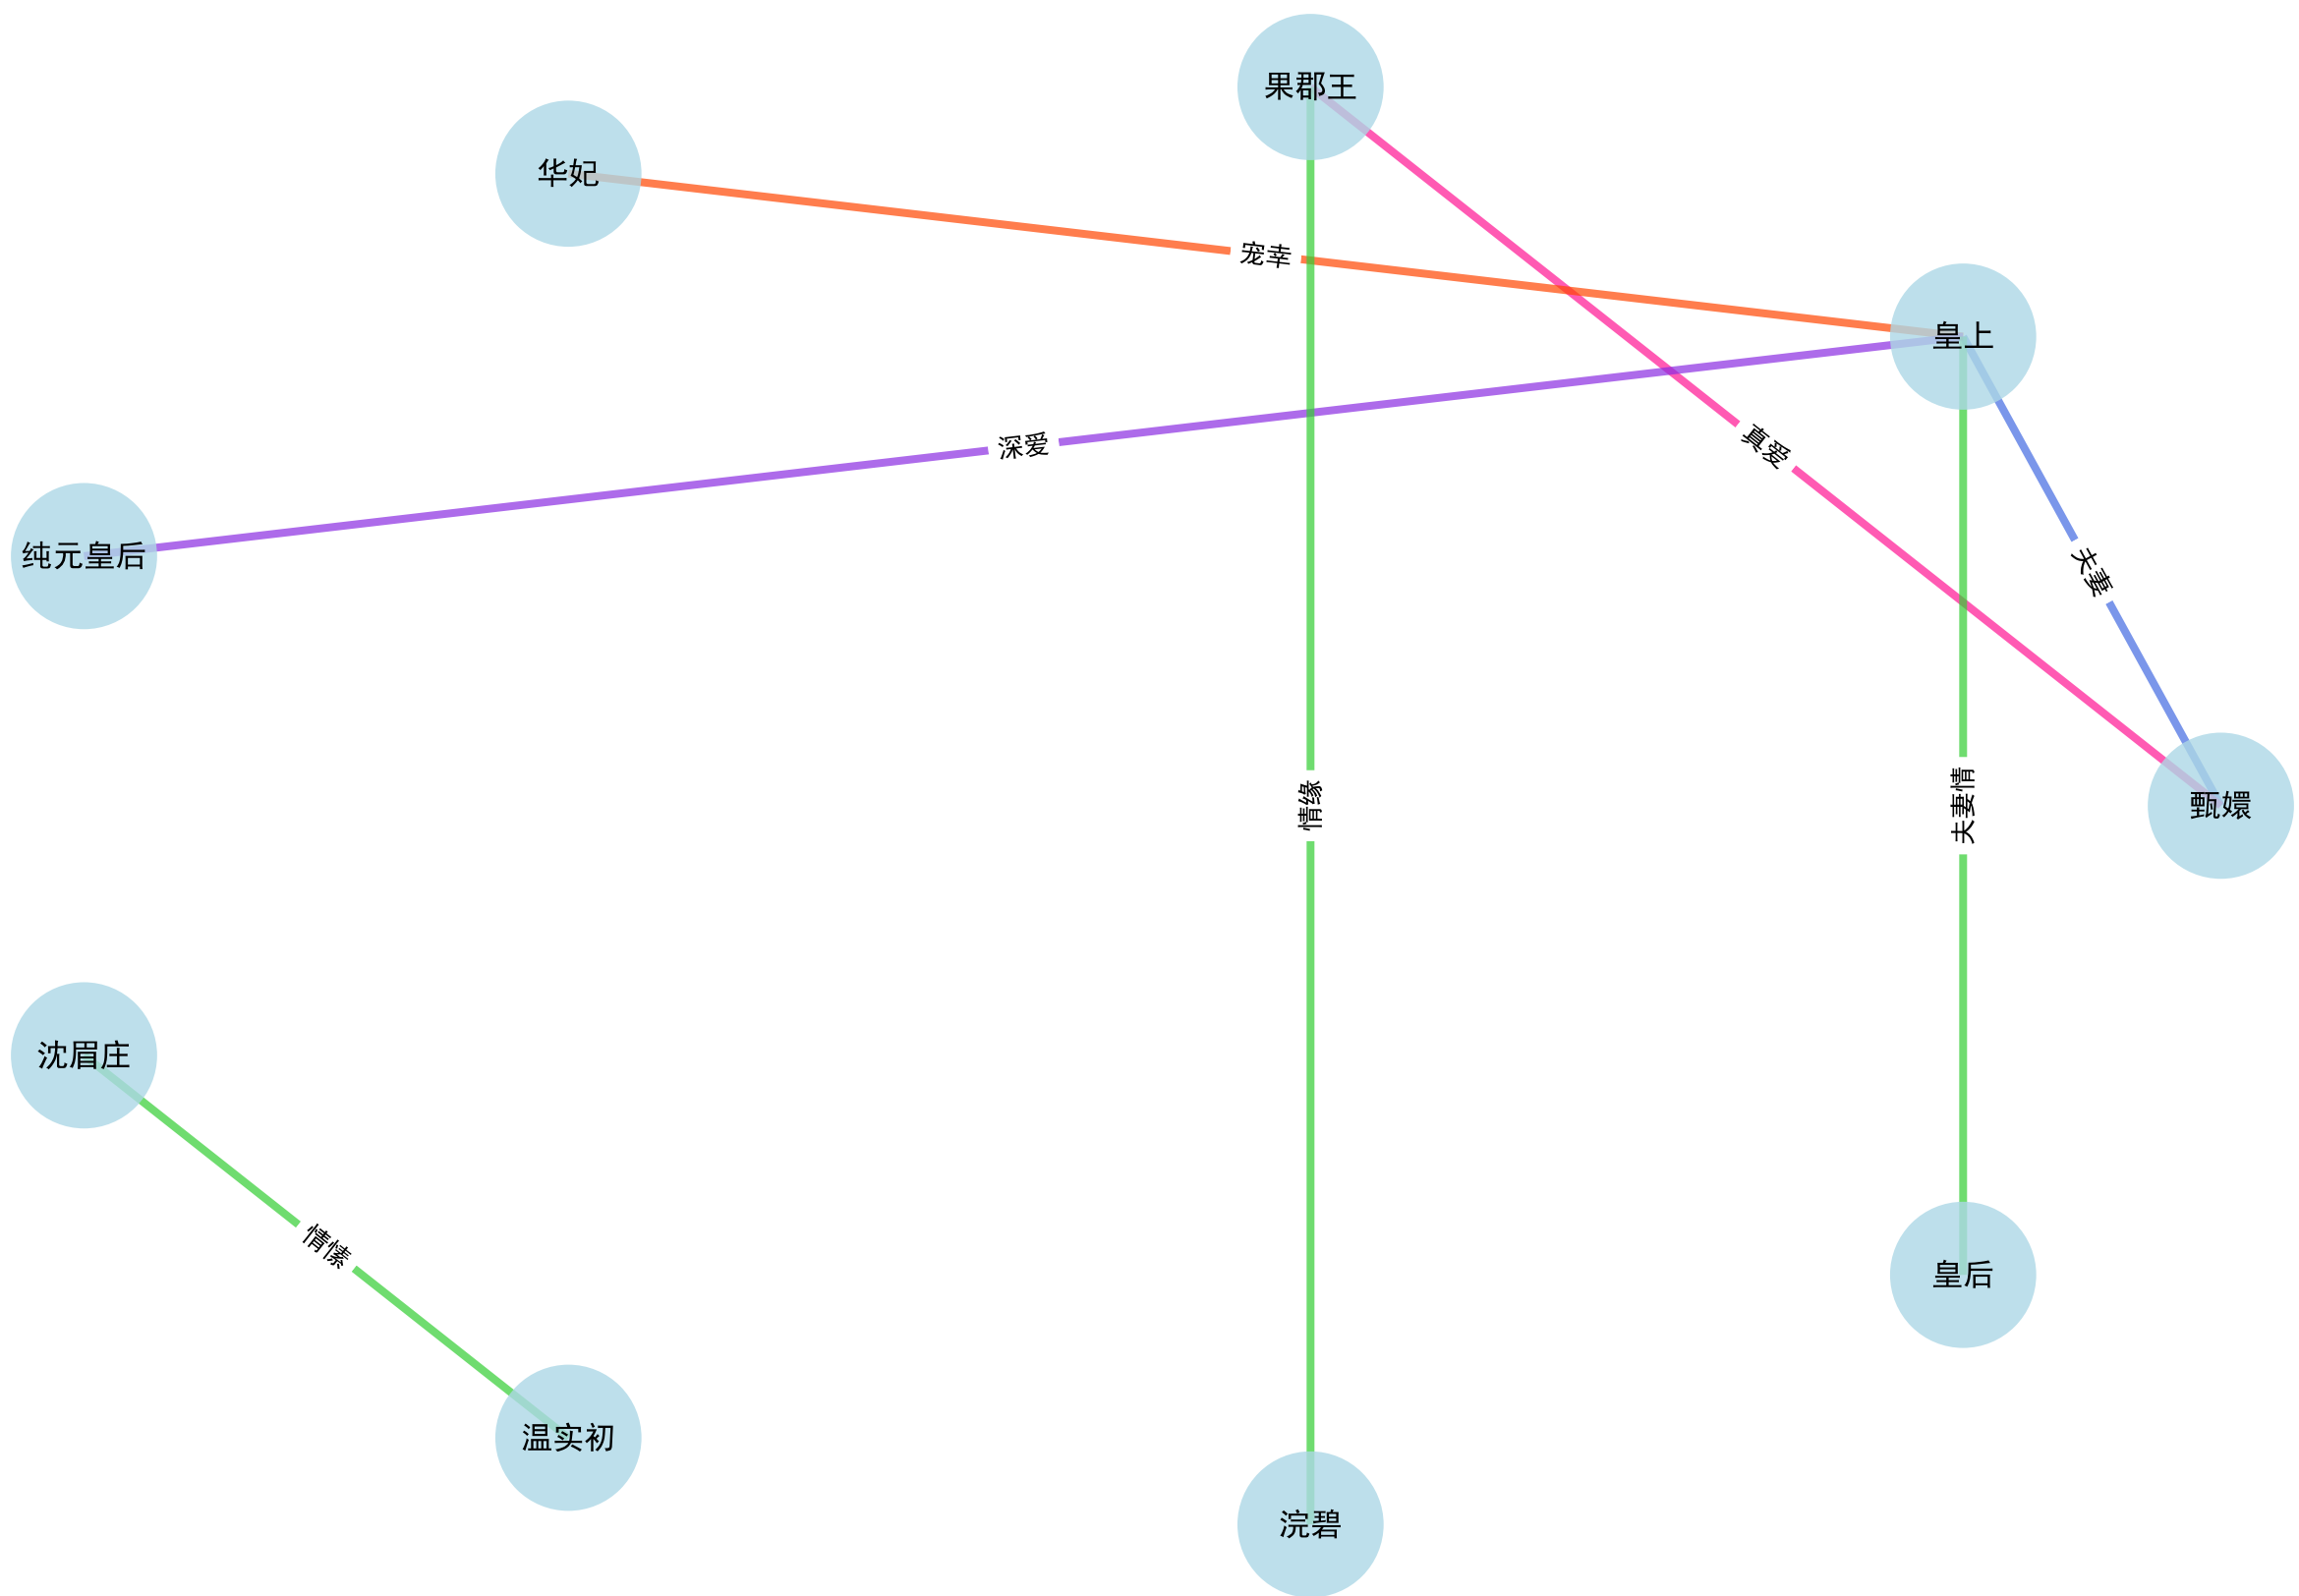 果郡王
华妃
宠幸
皇上
真爱
深爱
纯元皇后
夫妻
情缘
夫妻情
甄嬛
沈眉庄
情愫
皇后
温实初
浣碧